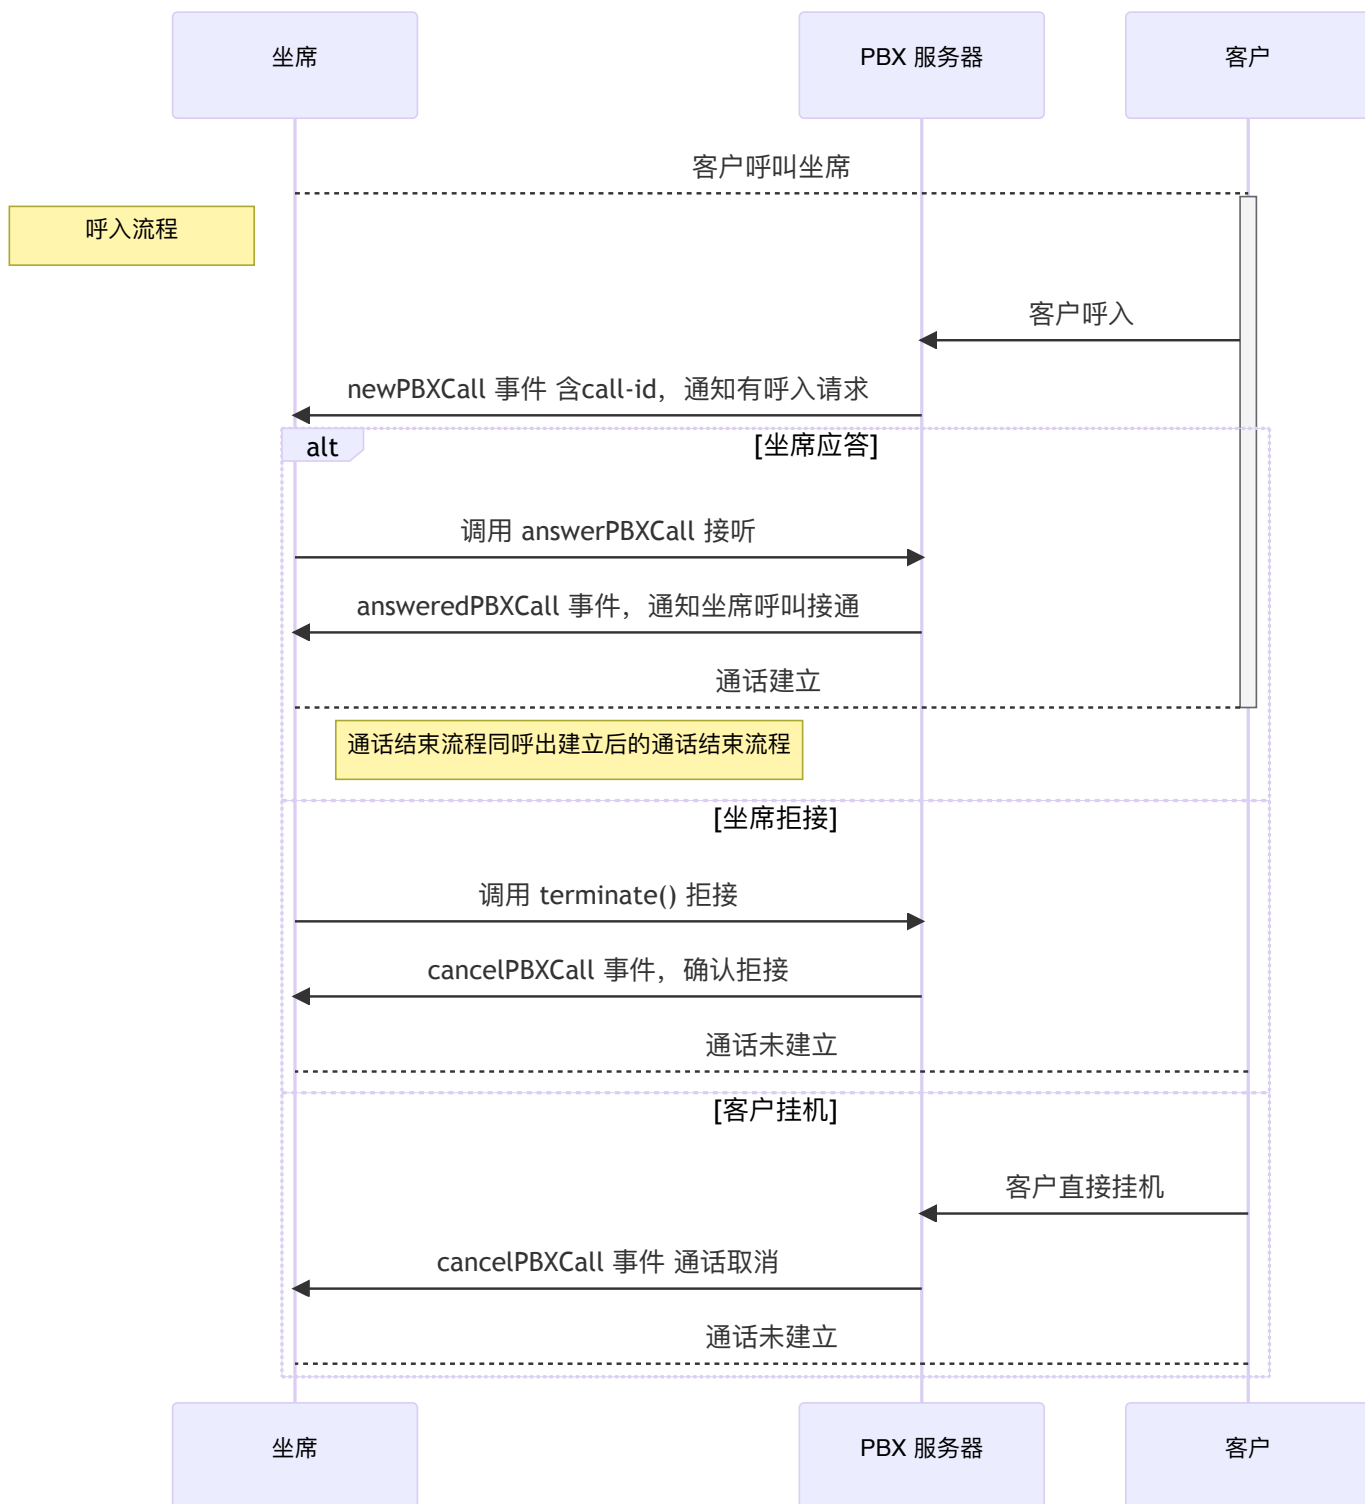 坐席
PBX 服务器
客户
客户呼叫坐席
呼入流程
客户呼入
newPBXCall 事件 含call-id，通知有呼入请求
alt
[坐席应答]
调用 answerPBXCall 接听
answeredPBXCall 事件，通知坐席呼叫接通
通话建立
通话结束流程同呼出建立后的通话结束流程
[坐席拒接]
调用 terminate() 拒接
cancelPBXCall 事件，确认拒接
通话未建立
[客户挂机]
客户直接挂机
cancelPBXCall 事件 通话取消
通话未建立
坐席
PBX 服务器
客户